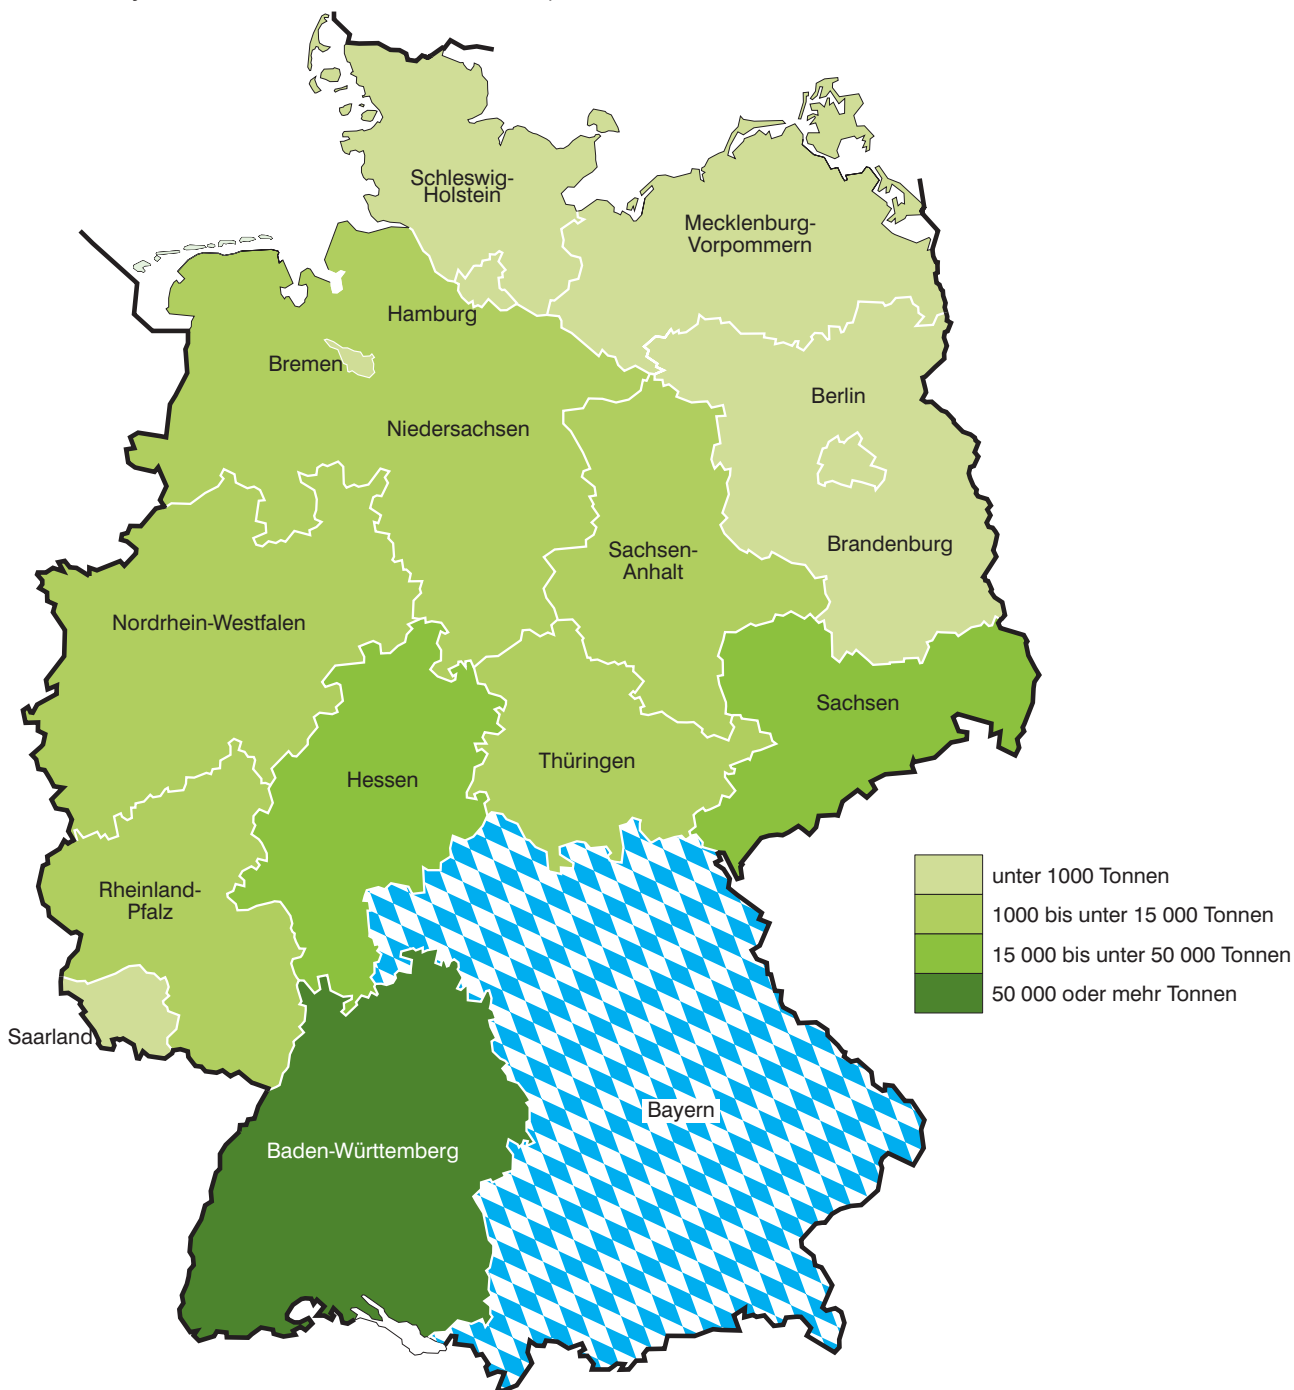 Schleswig-
Holstein
Mecklenburg-
Vorpommern
Hamburg
Bremen
Berlin
Niedersachsen
Brandenburg
Sachsen-
Anhalt
Nordrhein-Westfalen
Sachsen
Thüringen
Hessen
Rheinland-
Pfalz
unter 1000 Tonnen
1000 bis unter 15 000 Tonnen
15 000 bis unter 50 000 Tonnen
50 000 oder mehr Tonnen
Saarland
Bayern
Baden-Württemberg